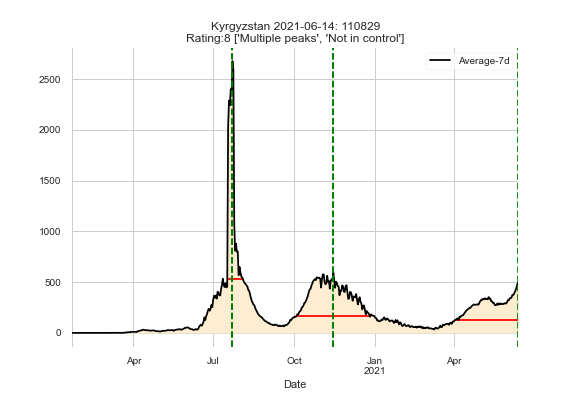 Kyrgyzstan 2021-06-14: 110829
Rating:8 ['Multiple peaks', 'Not in control']
Average-7d
2500
2000
1500
1000
500
0
Apr Jul Oct Jan Apr
2021
Date